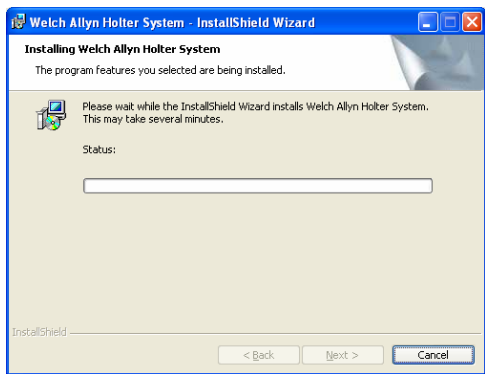 Welch Allyn Holter System - InstallShield Wizard
Installing Welch Allyn Holter System
The program features you selected are being installed.
Please wait while the InstallShield Wizard installs Welch Allyn Holter System.
This may take several minutes.
Status:
InstallShield
< Back
Next >
Cancel